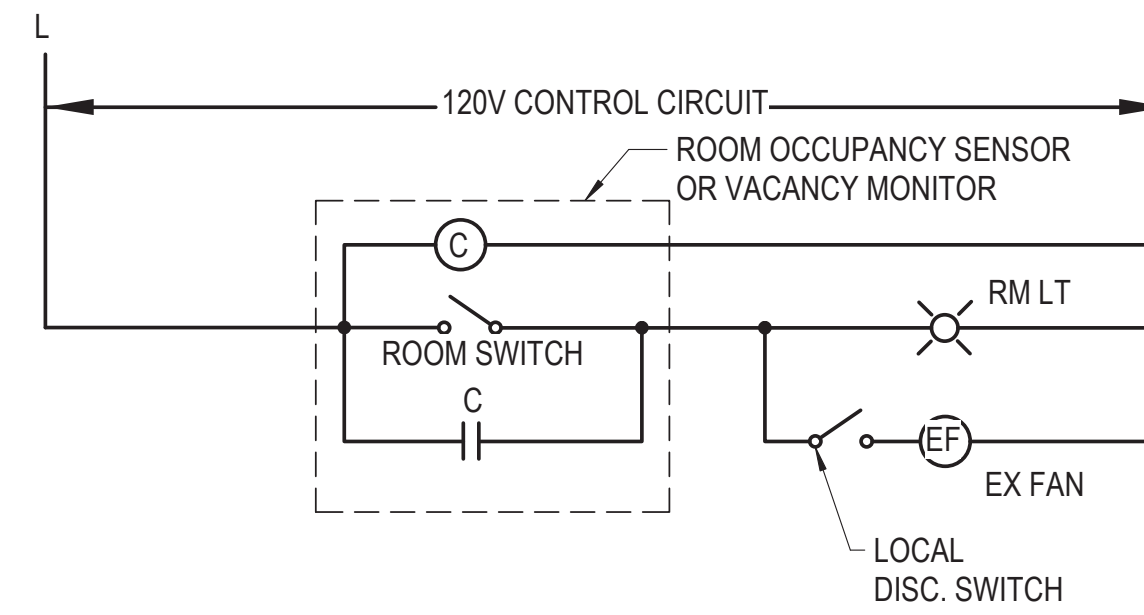 L
120V CONTROL CIRCUIT
ROOM OCCUPANCY SENSOR
OR VACANCY MONITOR
C
RM LT
ROOM SWITCH
C
EF
EX FAN
LOCAL
DISC. SWITCH